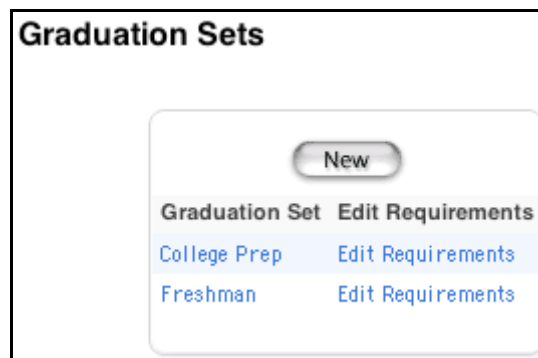 Graduation Sets
New
Graduation Set Edit Requirements
College Prep Edit Requirements
Freshman Edit Requirements